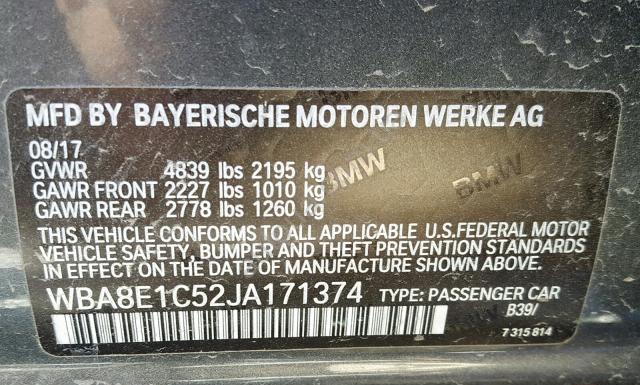 MFD BY BAYERISCHE MOTOREN WERKE AG
08/17
GVWR 4839 lbs 2195 kg
GAWR FRONT 2227 lbs 1010 kg
GAWR REAR 2778 lbs 1260 kg
BMW
BMW
BMW
THIS VEHICLE CONFORMS TO ALL APPLICABLE U.S.FEDERAL MOTOR
VEHICLE SAFETY, BUMPER AND THEFT PREVENTION STANDARDS
IN EFFECT ON THE DATE OF MANUFACTURE SHOWN ABOVE.
WBA8E1C52JA171374 TYPE: PASSENGER CAR
B39/
7 315 814